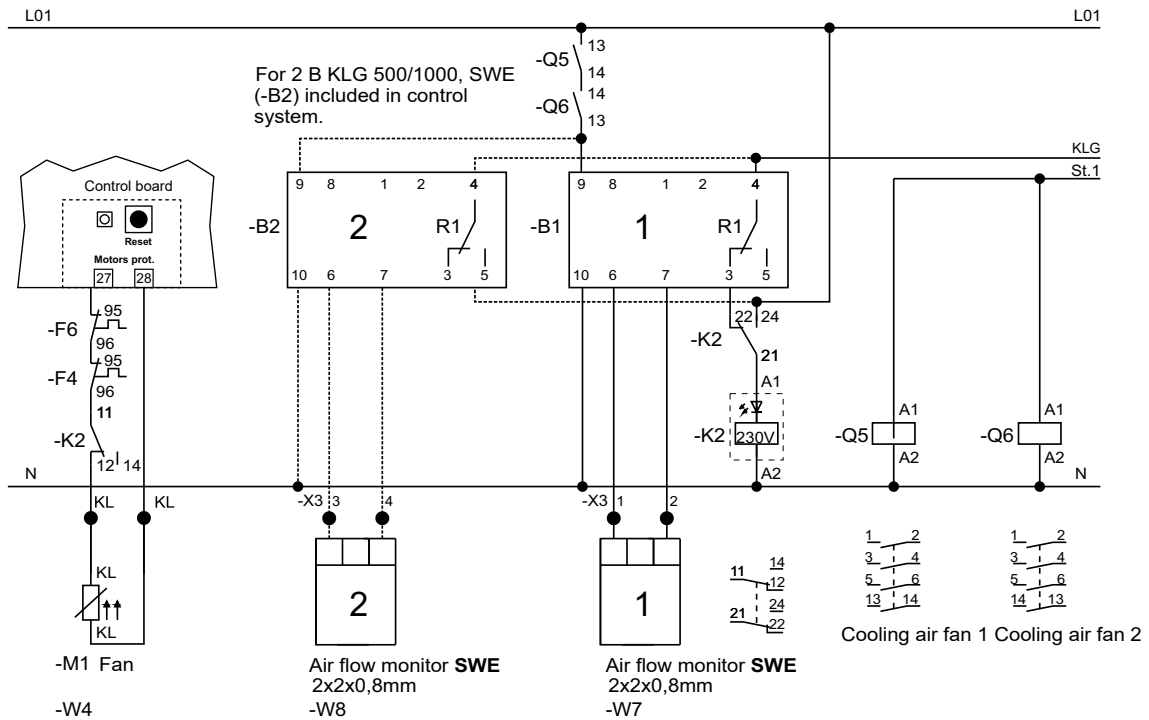 L01
L01
13
-Q5
14
For 2 B KLG 500/1000, SWE
(-B2) included in control
system.
14
-Q6
13
KLG
St.1
Control board
Reset
Motors prot.
27 28
9 8 1 2 4
-B2
2
R1
10 6 7 3 5
9 8 1 2 4
-B1
1
R1
10 6 7 3 5
95
-F6
96
95
-F4
96
11
-K2
12 14
22 24
-K2
21
A1
-K2
230V
A2
A1
-Q5
A2
A1
-Q6
A2
N
N
KL KL
-X3 3 4
-X3 1 2
KL
KL
2
1
14
11
12
24
21
22
1 2
3 4
5 6
13 14
1 2
3 4
5 6
14 13
Cooling air fan 1 Cooling air fan 2
-M1 Fan
Air flow monitor SWE
2x2x0,8mm
Air flow monitor SWE
2x2x0,8mm
-W4
-W8
-W7